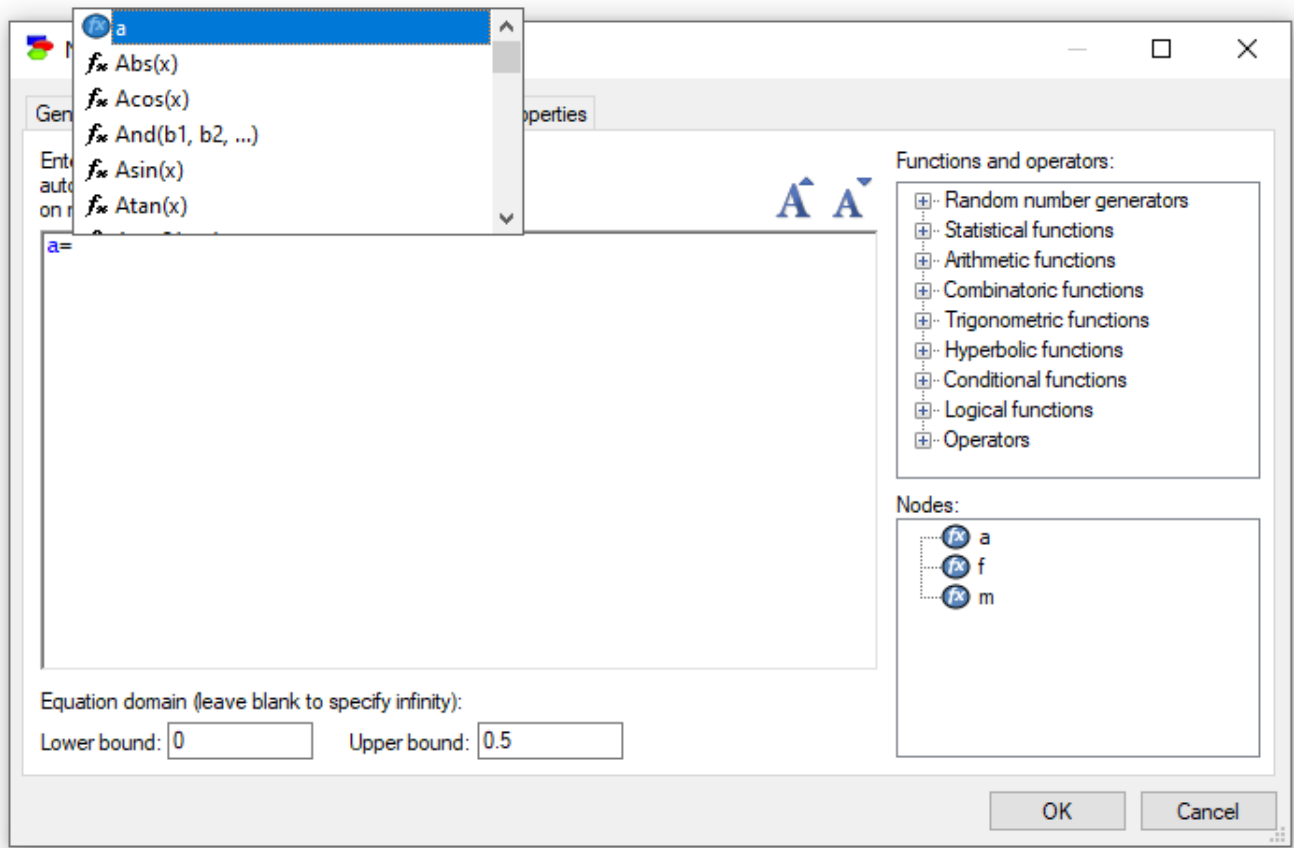 a
Abs(x)
Acos(x)
And(b1, b2, ...)
Asin(x)
Atan(x)
Gen
operties
Ente
auto
on r
A A
a=
Functions and operators:
Random number generators
Statistical functions
Arithmetic functions
Combinatoric functions
Trigonometric functions
Hyperbolic functions
Conditional functions
Logical functions
Operators
Nodes:
a
f
m
Equation domain (leave blank to specify infinity):
Lower bound: 0 Upper bound: 0.5
OK Cancel